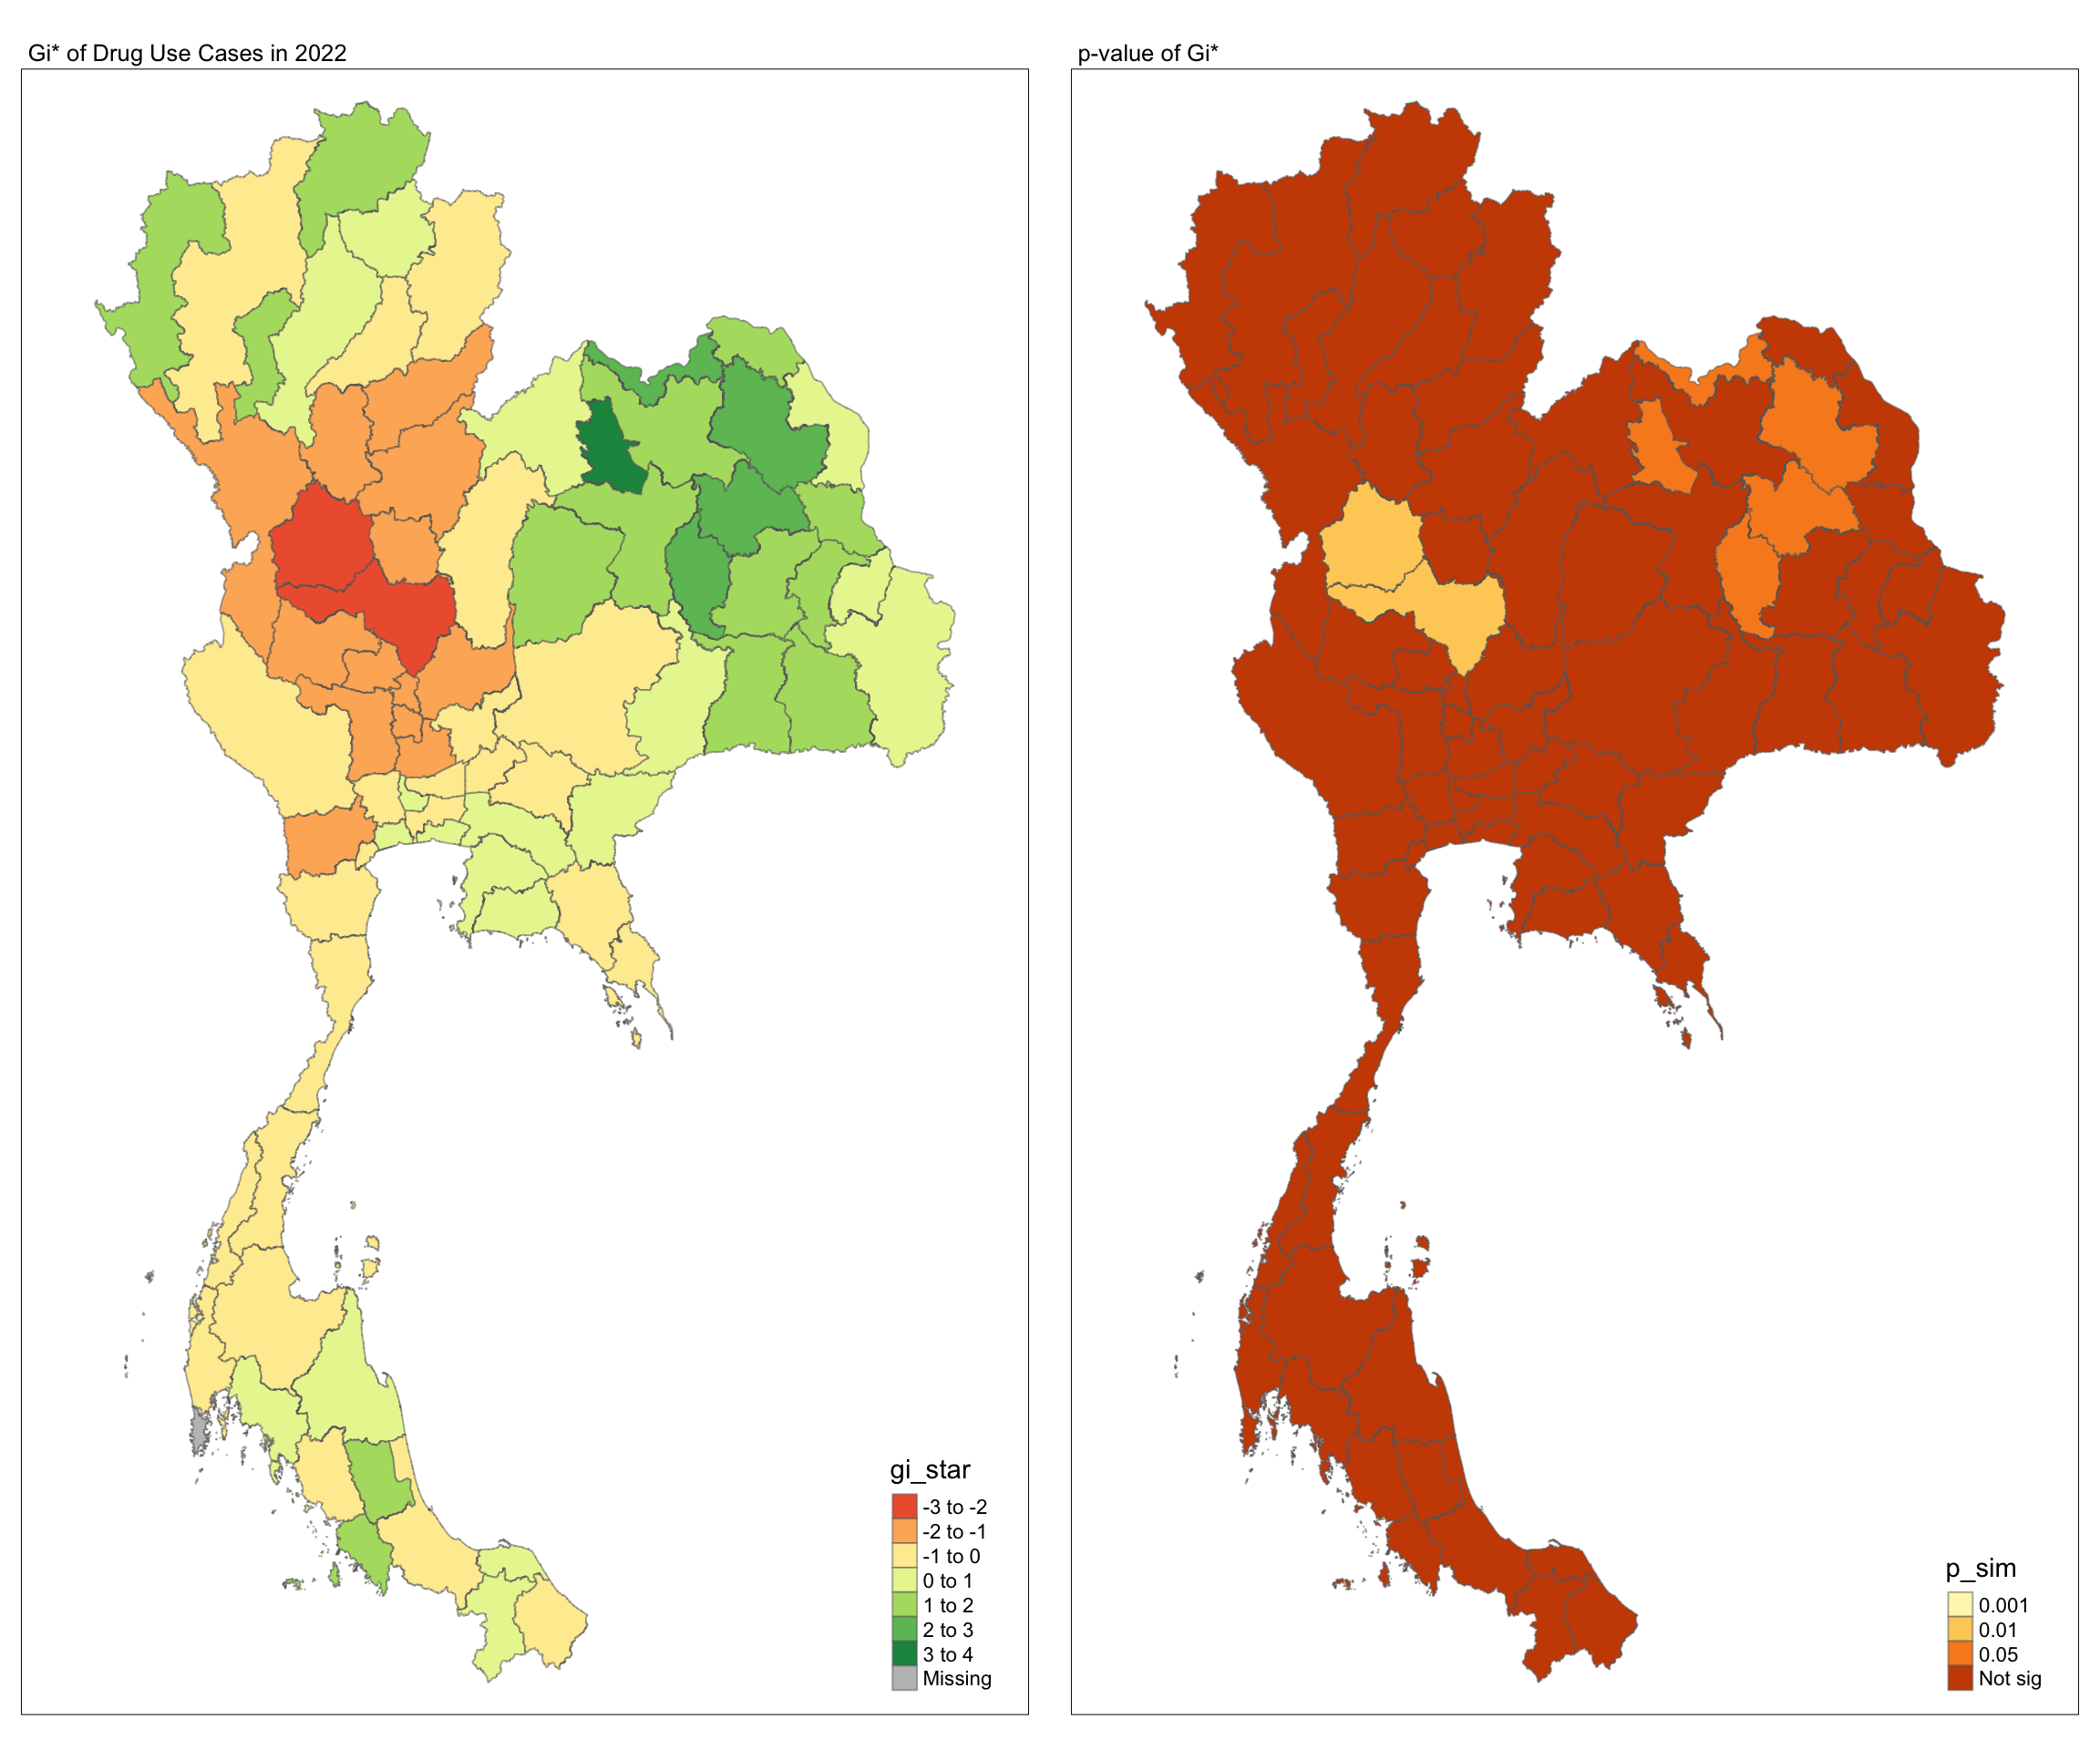 Gi* of Drug Use Cases in 2022
gi_star
-3 to -2
-2 to -1
-1 to 0
0 to 1
1 to 2
2 to 3
3 to 4
Missing
p-value of Gi*
p_sim
0.001
0.01
0.05
Not sig